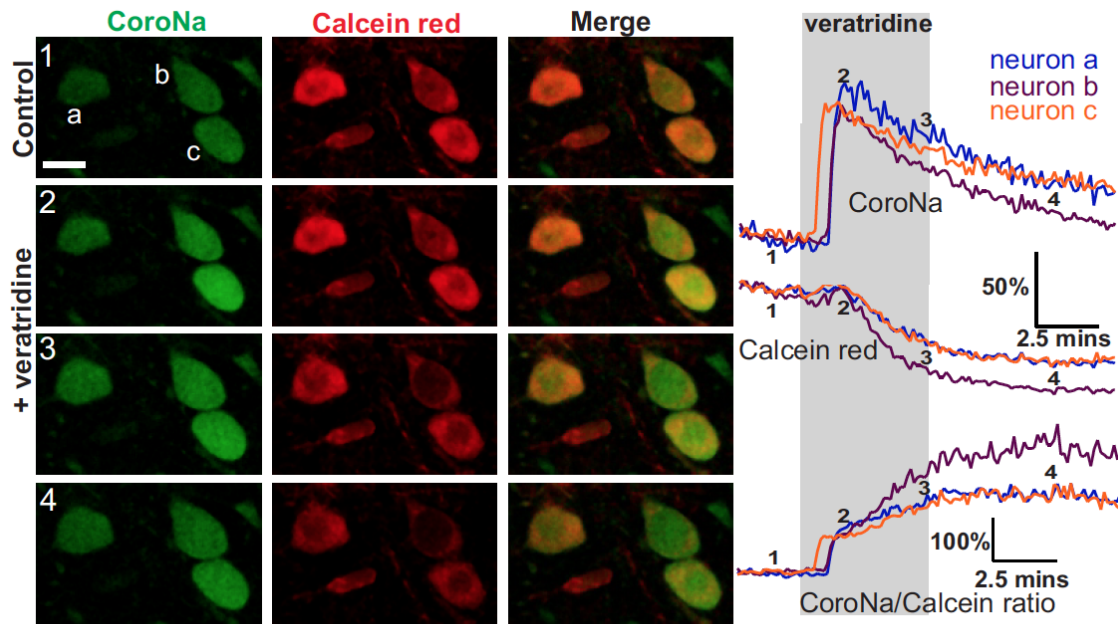 CoroNa Calcein red Merge
Control
1
a
b
c
+ veratridine
2
3
4
veratridine
neuron a
neuron b
neuron c
2
3
4
1
CoroNa
50%
2.5 mins
1
2
3
4
Calcein red
1
2
3
4
100%
2.5 mins
CoroNa/Calcein ratio